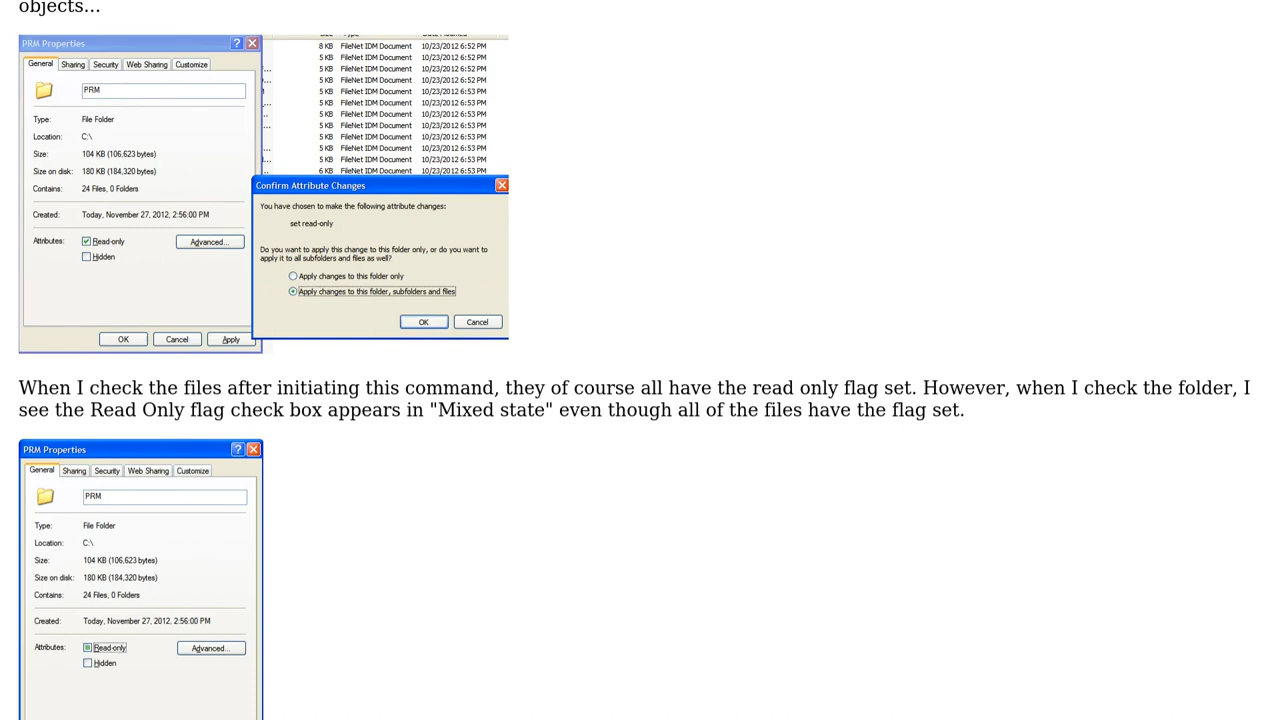 objects...
PRM Properties
General Sharing Security Web Sharing Customize
PRM
Type: File Folder
Location: C:\
Size: 104 KB (106,623 bytes)
Size on disk: 180 KB (184,320 bytes)
Contains: 24 Files, 0 Folders
Created: Today, November 27, 2012, 2:56:00 PM
Attributes: Read-only Advanced...
Hidden
OK Cancel Apply
8 KB FileNet IDM Document 10/23/2012 6:52 PM
5 KB FileNet IDM Document 10/23/2012 6:52 PM
... 5 KB FileNet IDM Document 10/23/2012 6:52 PM
5 KB FileNet IDM Document 10/23/2012 6:52 PM
5 KB FileNet IDM Document 10/23/2012 6:53 PM
... 5 KB FileNet IDM Document 10/23/2012 6:53 PM
5 KB FileNet IDM Document 10/23/2012 6:53 PM
... 5 KB FileNet IDM Document 10/23/2012 6:53 PM
5 KB FileNet IDM Document 10/23/2012 6:53 PM
5 KB FileNet IDM Document 10/23/2012 6:53 PM
... 5 KB FileNet IDM Document 10/23/2012 6:53 PM
.. 6 KB FileNet IDM Document 10/23/2012 6:53 PM
Confirm Attribute Changes
You have chosen to make the following attribute changes:
set read-only
Do you want to apply this change to this folder only, or do you want to
apply it to all subfolders and files as well?
Apply changes to this folder only
Apply changes to this folder, subfolders and files
OK Cancel
When I check the files after initiating this command, they of course all have the read only flag set. However, when I check the folder, I
see the Read Only flag check box appears in "Mixed state" even though all of the files have the flag set.
PRM Properties
General Sharing Security Web Sharing Customize
PRM
Type: File Folder
Location: C:\
Size: 104 KB (106,623 bytes)
Size on disk: 180 KB (184,320 bytes)
Contains: 24 Files, 0 Folders
Created: Today, November 27, 2012, 2:56:00 PM
Attributes: Read-only Advanced...
Hidden